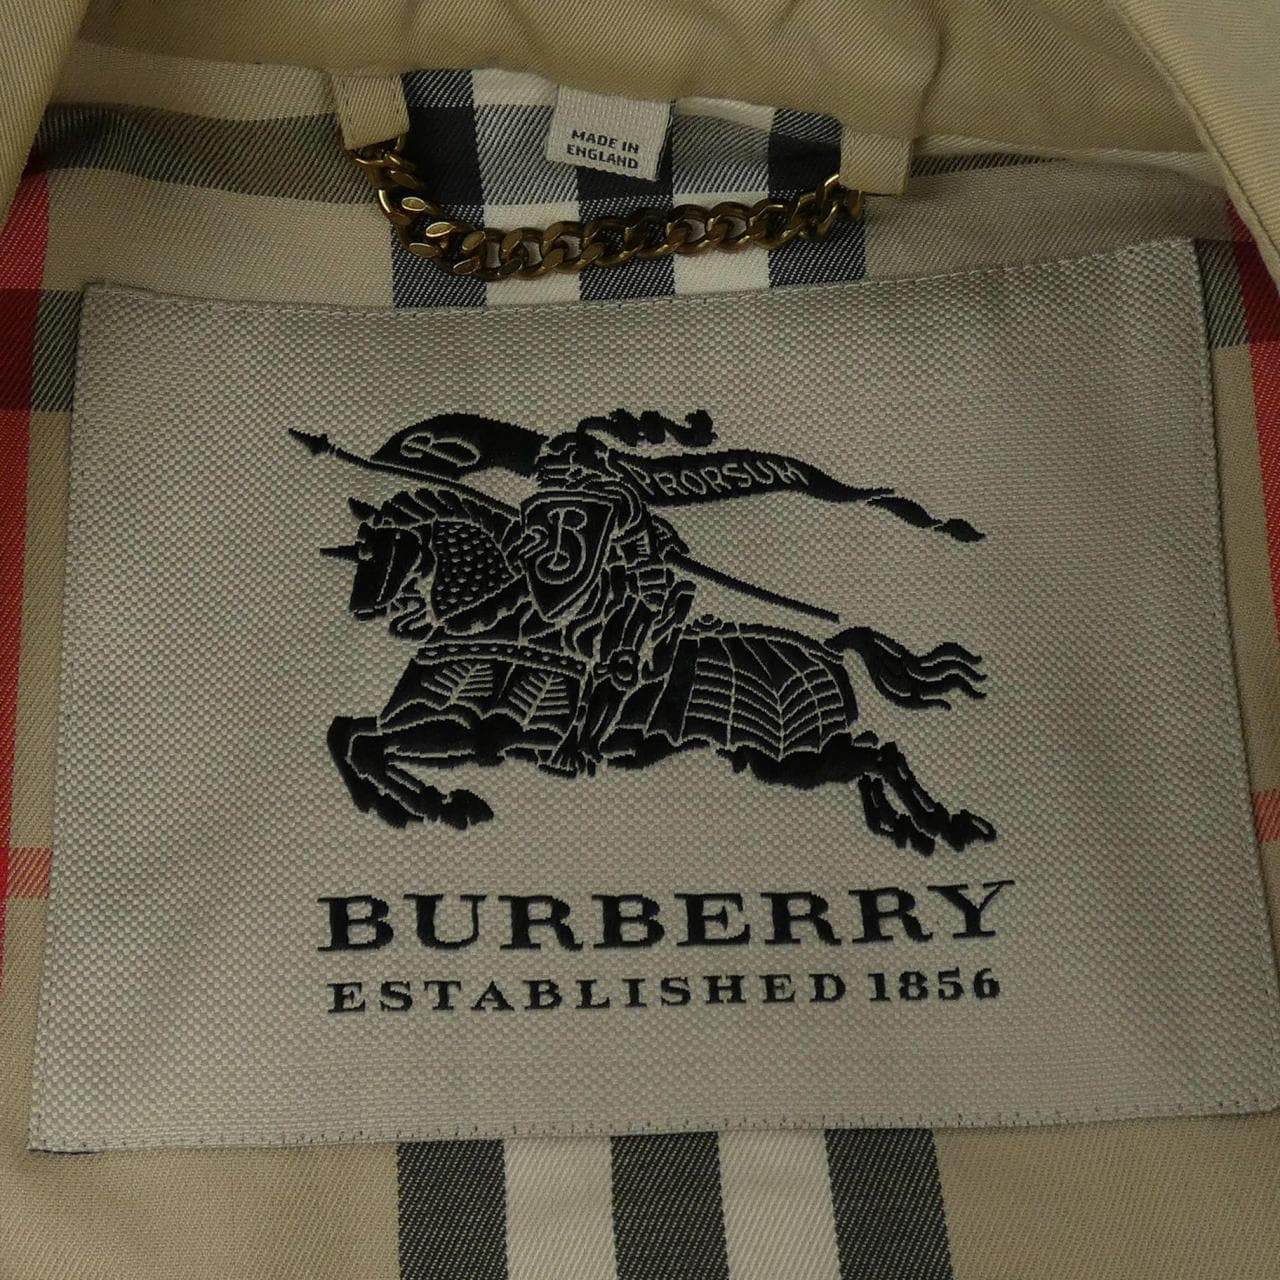 MADE IN
ENGLAND
B
PRORSUM
B
BURBERRY
ESTABLISHED 1856